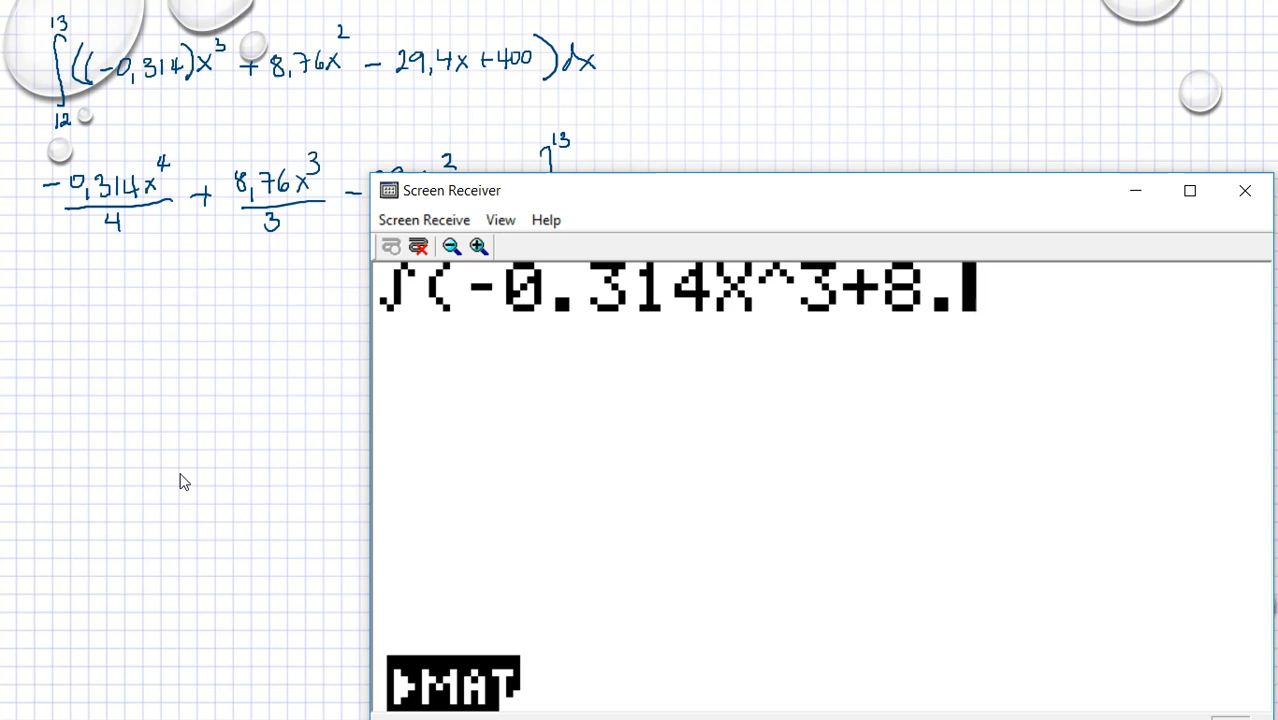 13
∫ ((-0,314)x³ + 8,76x² - 29,4x + 400) dx
12
-0,314x⁴/4 + 8,76x³/3 - ² ]¹³
Screen Receiver
Screen Receive View Help
∫(-0.314X^3+8.
▶MAT